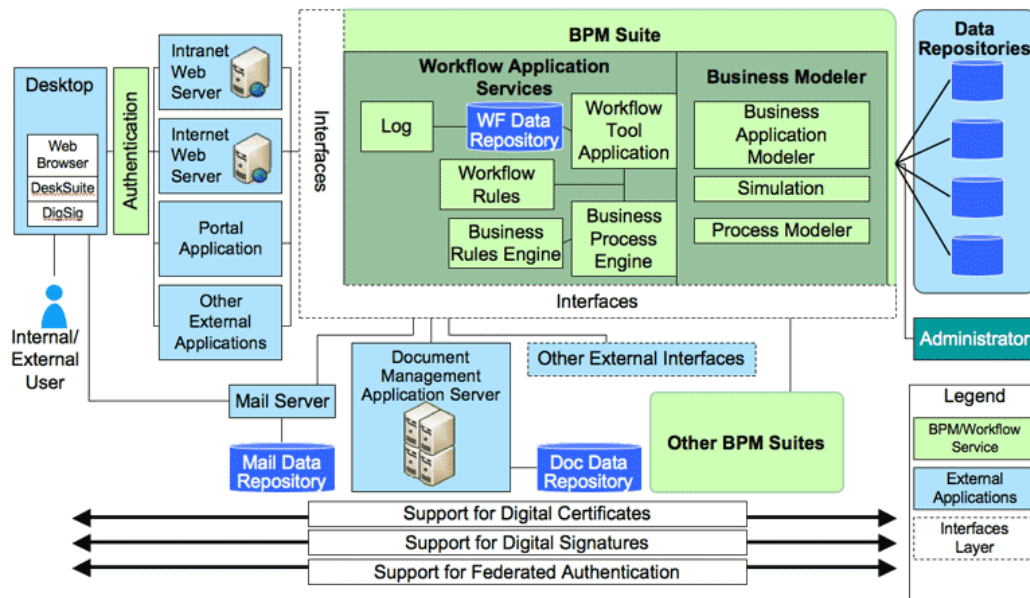 Desktop
Web
Browser
DeskSuite
DigSig
Internal/
External
User
Authentication
Intranet
Web
Server
Internet
Web
Server
Portal
Application
Other
External
Applications
Interfaces
BPM Suite
Workflow Application
Services
Log
WF Data
Repository
Workflow
Tool
Application
Workflow
Rules
Business
Rules Engine
Business
Process
Engine
Business Modeler
Business
Application
Modeler
Simulation
Process Modeler
Interfaces
Data
Repositories
Administrator
Mail Server
Mail Data
Repository
Document
Management
Application Server
Doc Data
Repository
Other External Interfaces
Other BPM Suites
Legend
BPM/Workflow
Service
External
Applications
Interfaces
Layer
Support for Digital Certificates
Support for Digital Signatures
Support for Federated Authentication